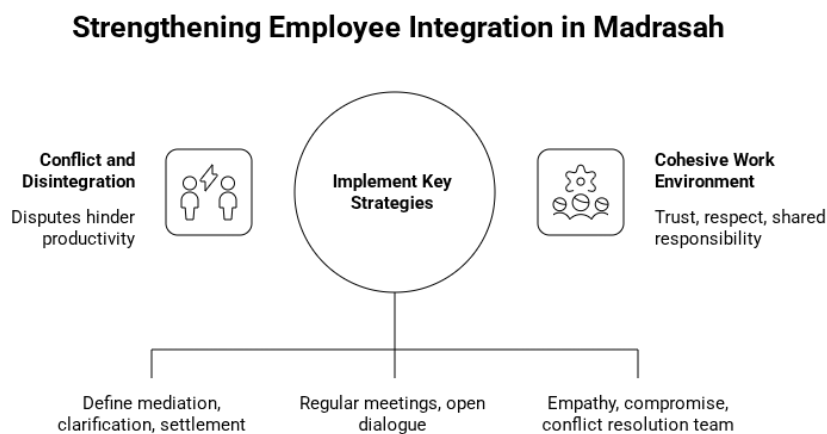 Strengthening Employee Integration in Madrasah
Conflict and
Disintegration
Disputes hinder
productivity
Implement Key
Strategies
Cohesive Work
Environment
Trust, respect, shared
responsibility
Define mediation,
clarification, settlement
Regular meetings, open
dialogue
Empathy, compromise,
conflict resolution team